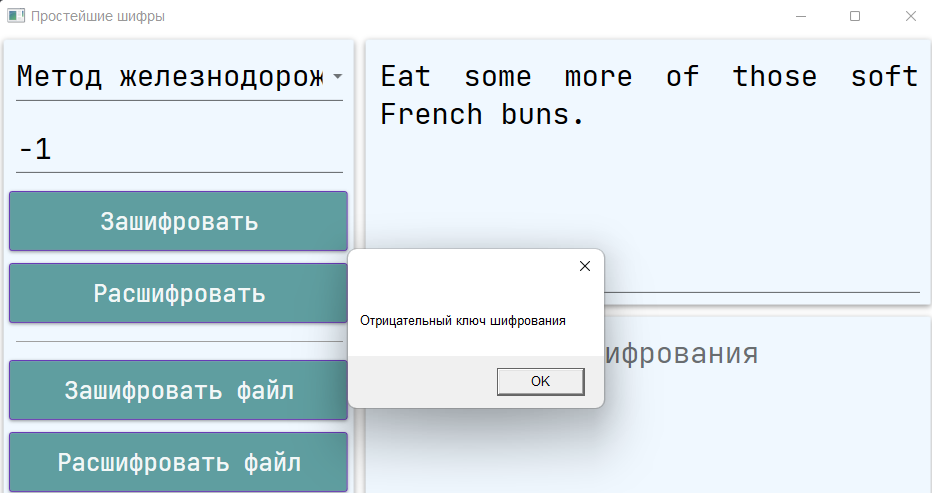 Простейшие шифры
Метод железнодорож
-1
Зашифровать
Расшифровать
Зашифровать файл
Расшифровать файл
Eat some more of those soft
French buns.
ифрования
Отрицательный ключ шифрования
OK